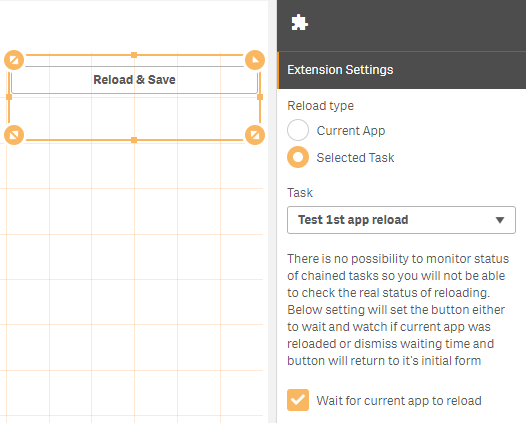 Reload & Save
Extension Settings
Reload type
Current App
Selected Task
Task
Test 1st app reload
There is no possibility to monitor status
of chained tasks so you will not be able
to check the real status of reloading.
Below setting will set the button either
to wait and watch if current app was
reloaded or dismiss waiting time and
button will return to it's initial form
Wait for current app to reload